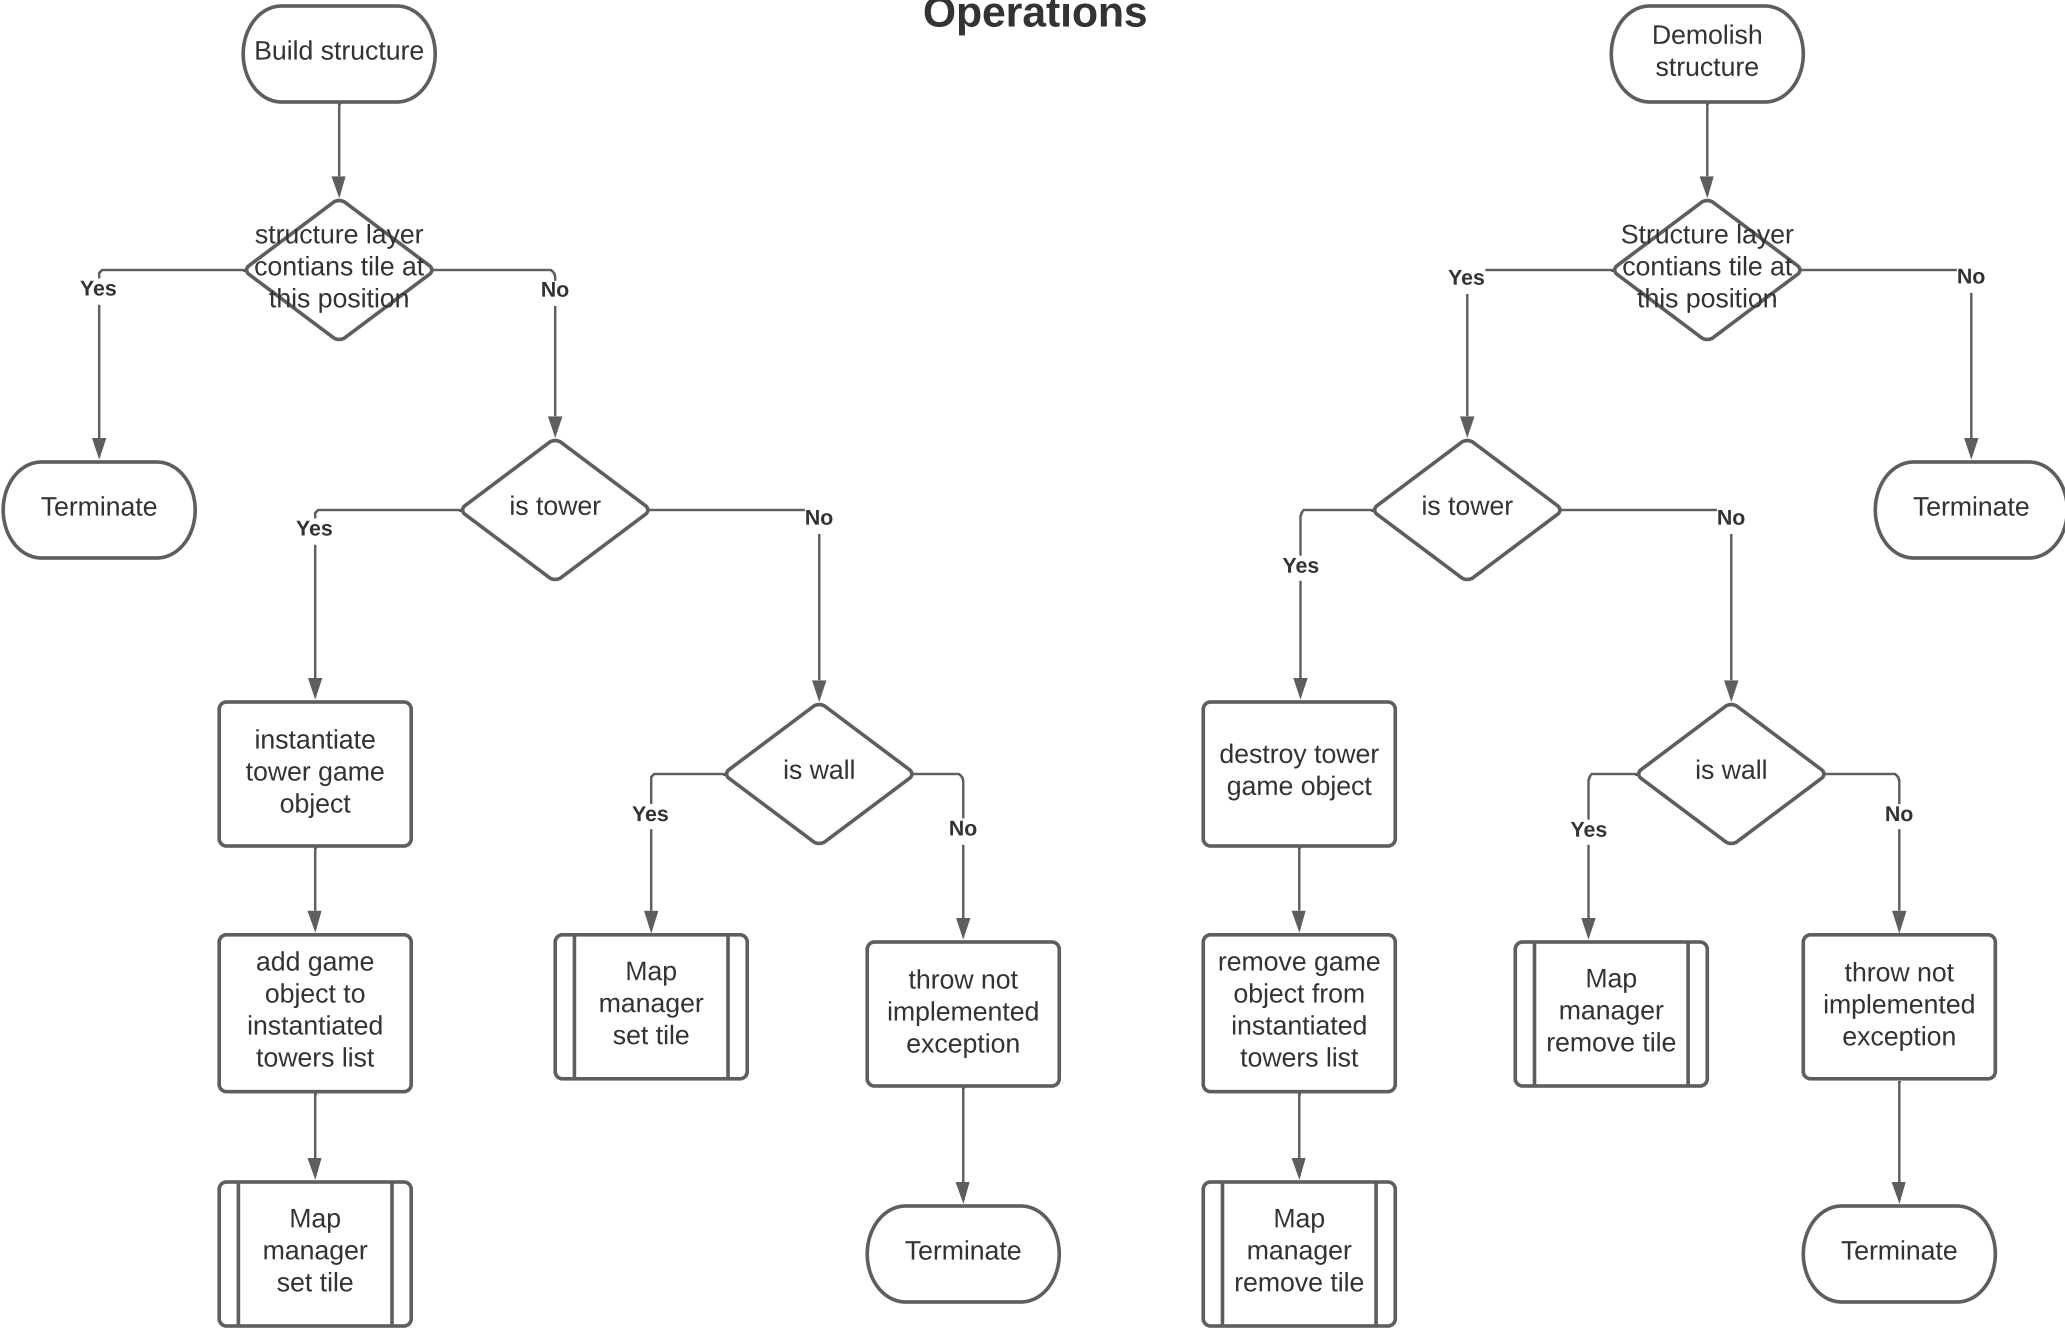 Operations
Build structure
structure layer
contians tile at
this position
Yes
No
Terminate
is tower
Yes
No
instantiate
tower game
object
is wall
Yes
No
add game
object to
instantiated
towers list
Map
manager
set tile
throw not
implemented
exception
Map
manager
set tile
Terminate
Demolish
structure
Structure layer
contians tile at
this position
Yes
No
is tower
Terminate
Yes
No
destroy tower
game object
is wall
Yes
No
remove game
object from
instantiated
towers list
Map
manager
remove tile
throw not
implemented
exception
Map
manager
remove tile
Terminate